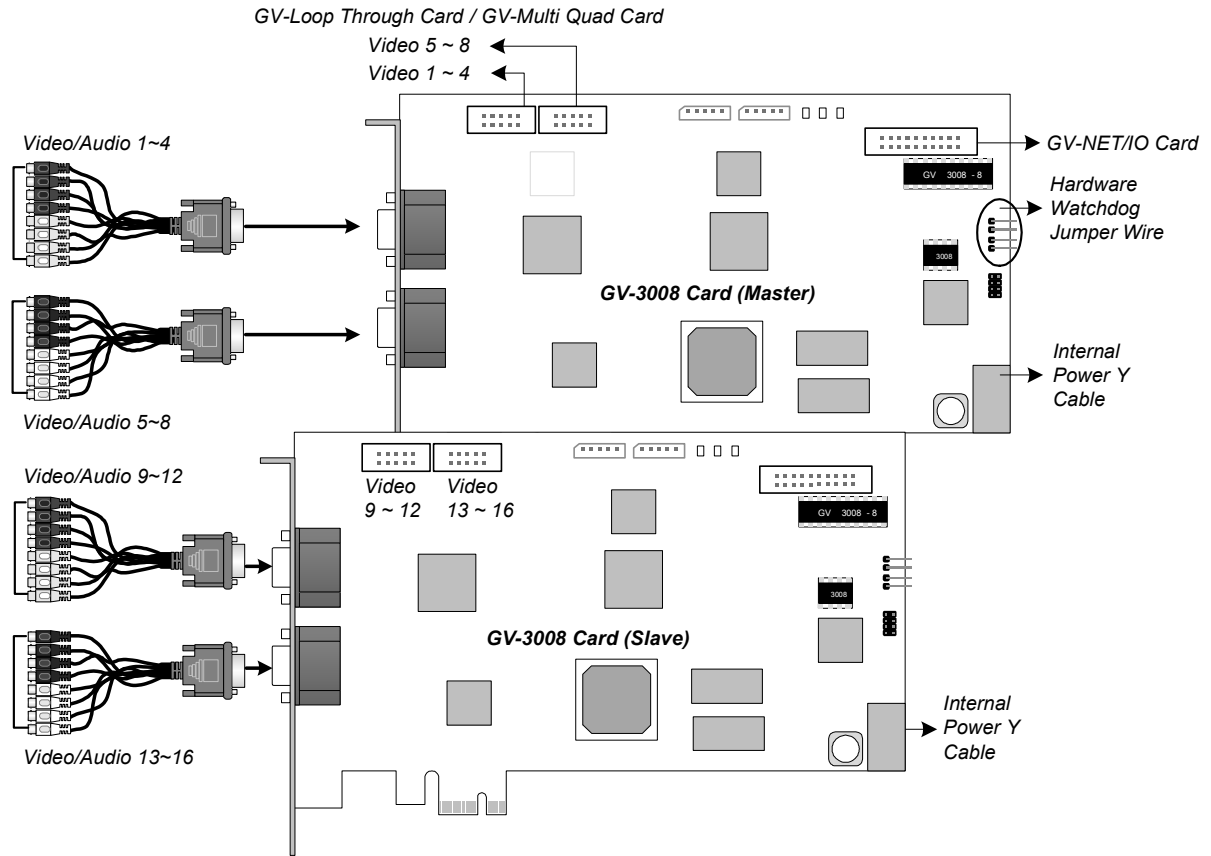 GV-Loop Through Card / GV-Multi Quad Card
Video 5 ~ 8
Video 1 ~ 4
Video/Audio 1~4
GV-NET/IO Card
GV 3008 - 8
Hardware
Watchdog
Jumper Wire
3008
GV-3008 Card (Master)
Internal
Power Y
Cable
Video/Audio 5~8
Video/Audio 9~12
Video
9 ~ 12
Video
13 ~ 16
GV 3008 - 8
3008
GV-3008 Card (Slave)
Internal
Power Y
Cable
Video/Audio 13~16